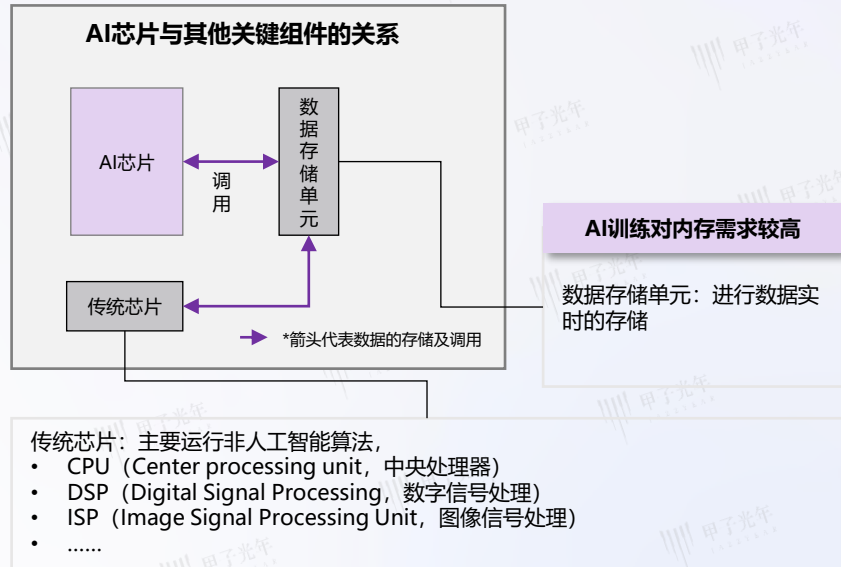 AI芯片与其他关键组件的关系
AI芯片
调用
数据存储单元
传统芯片
*箭头代表数据的存储及调用
AI训练对内存需求较高
数据存储单元：进行数据实
时的存储
传统芯片：主要运行非人工智能算法，
• CPU（Center processing unit，中央处理器）
• DSP（Digital Signal Processing，数字信号处理）
• ISP（Image Signal Processing Unit，图像信号处理）
• ......
甲子光年